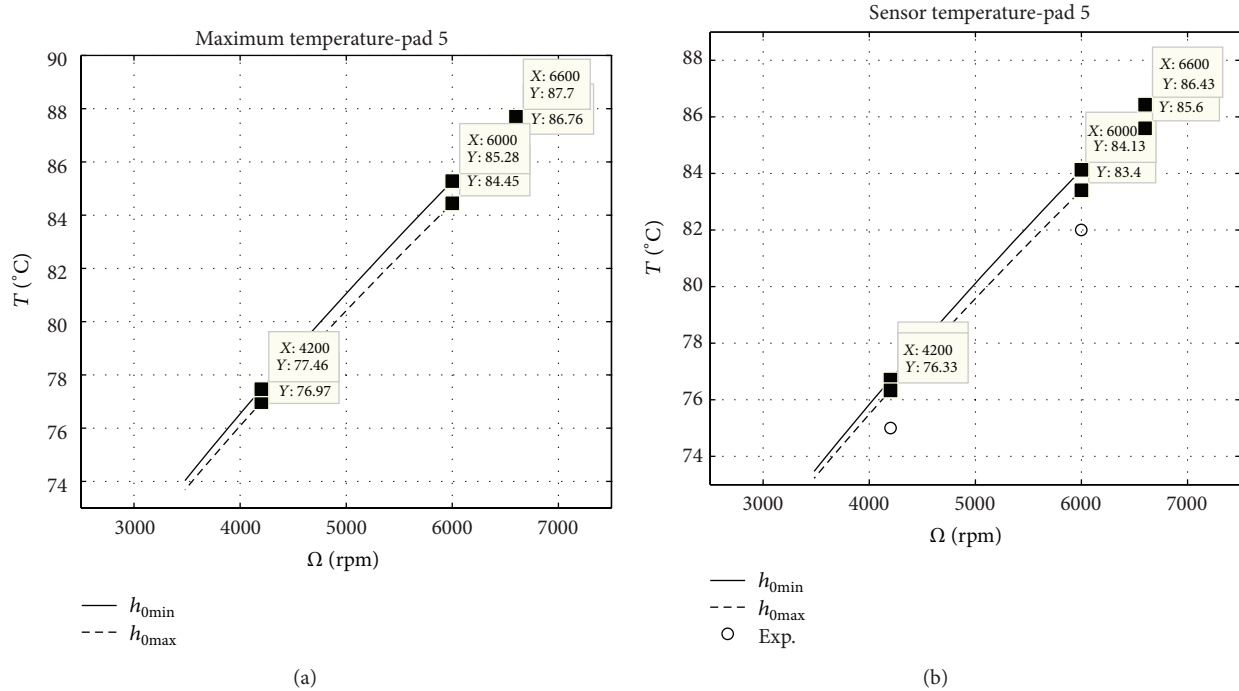 Maximum temperature-pad 5
90
88
86
84
82
80
78
76
74
T (°C)
X: 6600
Y: 87.7
Y: 86.76
X: 6000
Y: 85.28
Y: 84.45
X: 4200
Y: 77.46
Y: 76.97
3000
4000
5000
6000
7000
Ω (rpm)
h0min
h0max
(a)
Sensor temperature-pad 5
88
86
84
82
80
78
76
74
T (°C)
X: 6600
Y: 86.43
Y: 85.6
X: 6000
Y: 84.13
Y: 83.4
X: 4200
Y: 76.33
3000
4000
5000
6000
7000
Ω (rpm)
h0min
h0max
Exp.
(b)